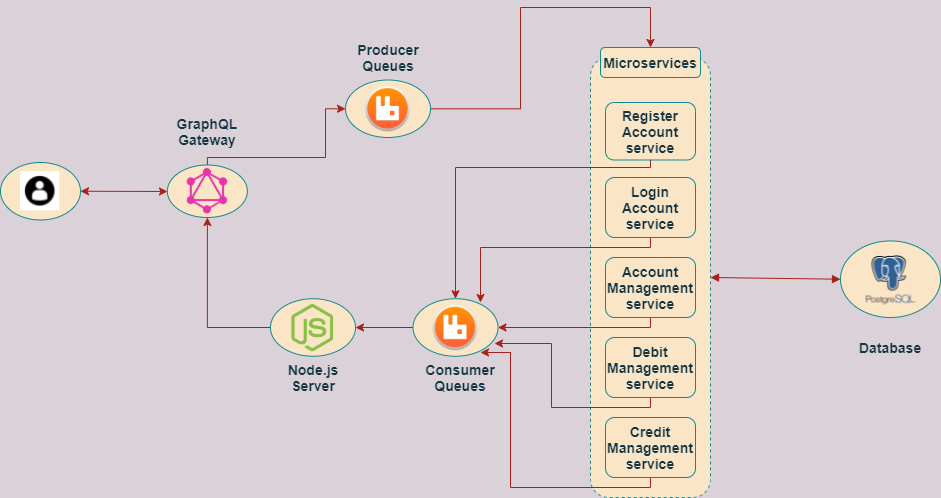 Producer
Queues
Microservices
GraphQL
Gateway
Register
Account
service
Login
Account
service
Account
Management
service
JS
PostgreSQL
Node.js
Server
Consumer
Queues
Debit
Management
service
Database
Credit
Management
service